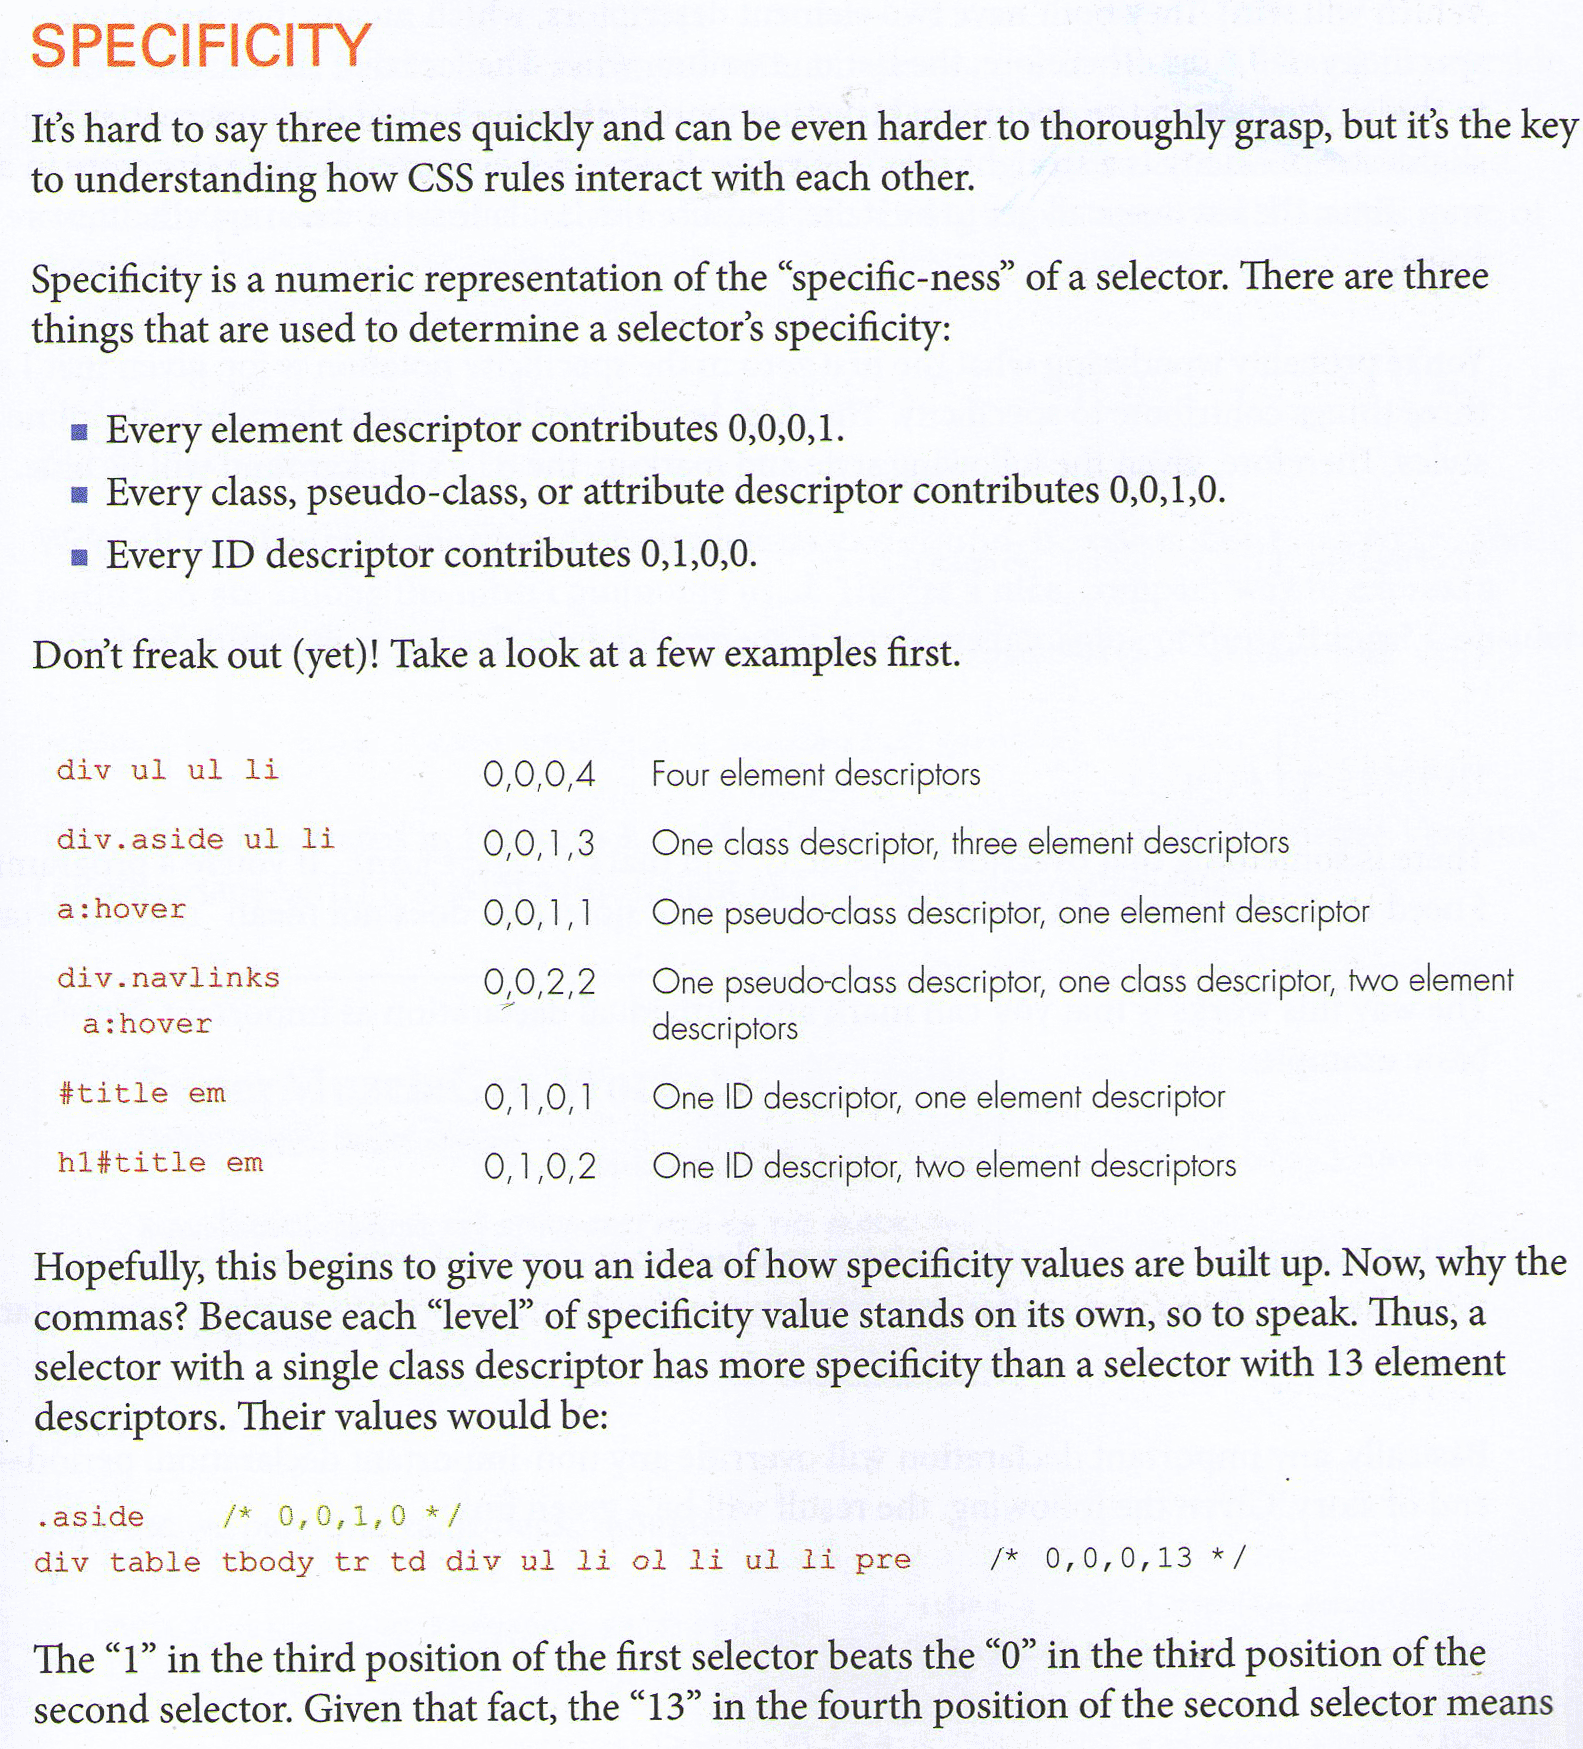 SPECIFICITY
It’s hard to say three times quickly and can be even harder to thoroughly grasp, but it’s the key
to understanding how CSS rules interact with each other.
Specificity is a numeric representation of the “specific-ness” of a selector. There are three
things that are used to determine a selector’s specificity:
■ Every element descriptor contributes 0,0,0,1.
■ Every class, pseudo-class, or attribute descriptor contributes 0,0,1,0.
■ Every ID descriptor contributes 0,1,0,0.
Don’t freak out (yet)! Take a look at a few examples first.
div ul ul li 0,0,0,4 Four element descriptors
div.aside ul li 0,0,1,3 One class descriptor, three element descriptors
a:hover 0,0,1,1 One pseudo-class descriptor, one element descriptor
div.navlinks 0,0,2,2 One pseudo-class descriptor, one class descriptor, two element
a:hover descriptors
#title em 0,1,0,1 One ID descriptor, one element descriptor
h1#title em 0,1,0,2 One ID descriptor, two element descriptors
Hopefully, this begins to give you an idea of how specificity values are built up. Now, why the
commas? Because each “level” of specificity value stands on its own, so to speak. Thus, a
selector with a single class descriptor has more specificity than a selector with 13 element
descriptors. Their values would be:
.aside /* 0,0,1,0 */
div table tbody tr td div ul li ol li ul li pre /* 0,0,0,13 */
The “1” in the third position of the first selector beats the “0” in the third position of the
second selector. Given that fact, the “13” in the fourth position of the second selector means